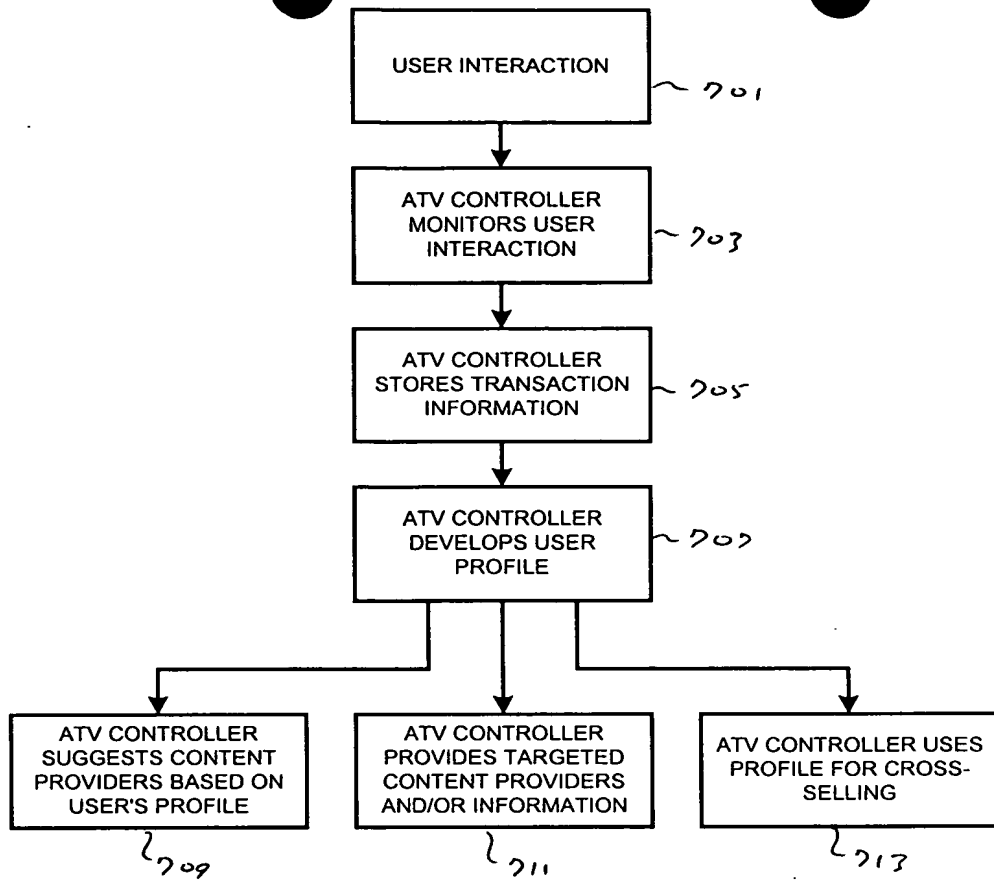 USER INTERACTION
701
ATV CONTROLLER
MONITORS USER
INTERACTION
703
ATV CONTROLLER
STORES TRANSACTION
INFORMATION
705
ATV CONTROLLER
DEVELOPS USER
PROFILE
707
ATV CONTROLLER
SUGGESTS CONTENT
PROVIDERS BASED ON
USER'S PROFILE
709
ATV CONTROLLER
PROVIDES TARGETED
CONTENT PROVIDERS
AND/OR INFORMATION
711
ATV CONTROLLER USES
PROFILE FOR CROSS-
SELLING
713